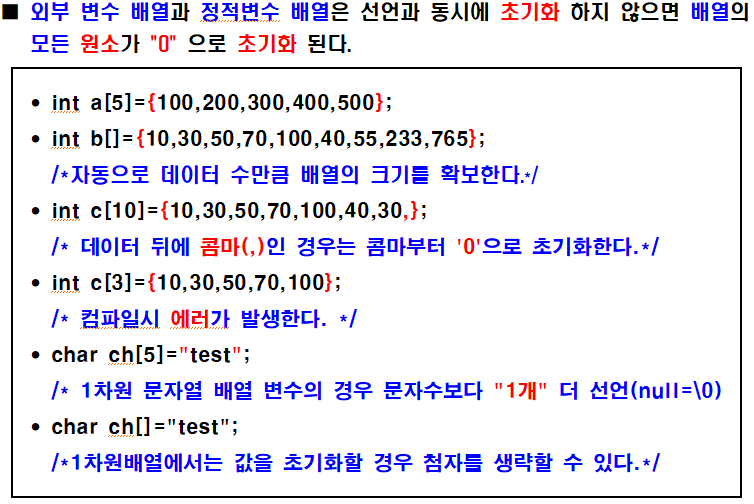 ■ 외부 변수 배열과 정적변수 배열은 선언과 동시에 초기화 하지 않으면 배열의
모든 원소가 "0" 으로 초기화 된다.
• int a[5]={100,200,300,400,500};
• int b[]={10,30,50,70,100,40,55,233,765};
/*자동으로 데이터 수만큼 배열의 크기를 확보한다.*/
• int c[10]={10,30,50,70,100,40,30,};
/* 데이터 뒤에 콤마(,)인 경우는 콤마부터 '0'으로 초기화한다.*/
• int c[3]={10,30,50,70,100};
/* 컴파일시 에러가 발생한다. */
• char ch[5]="test";
/* 1차원 문자열 배열 변수의 경우 문자수보다 "1개" 더 선언(null=\0)
• char ch[]="test";
/*1차원배열에서는 값을 초기화할 경우 첨자를 생략할 수 있다.*/